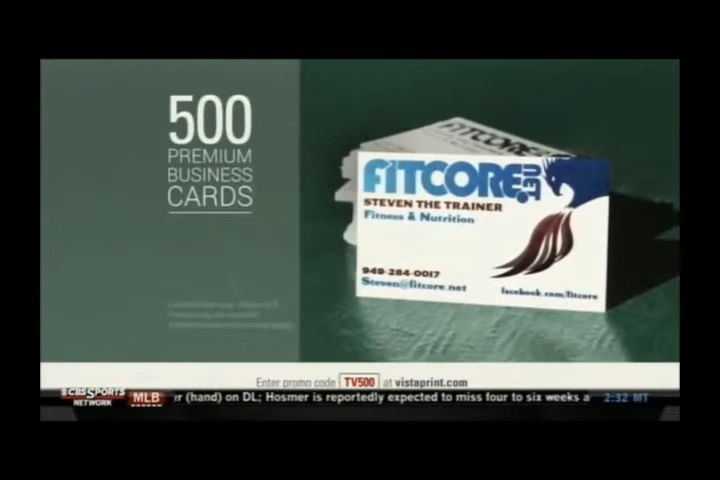 500
PREMIUM
BUSINESS
CARDS
FITCORE
FITCORE.NET
STEVEN THE TRAINER
Fitness & Nutrition
949-284-0017
Steven@fitcore.net
facebook.com/fitcore
Enter promo code TV500 at vistaprint.com
CBS SPORTS
NETWORK
MLB
r (hand) on DL; Hosmer is reportedly expected to miss four to six weeks a
2:32 MT